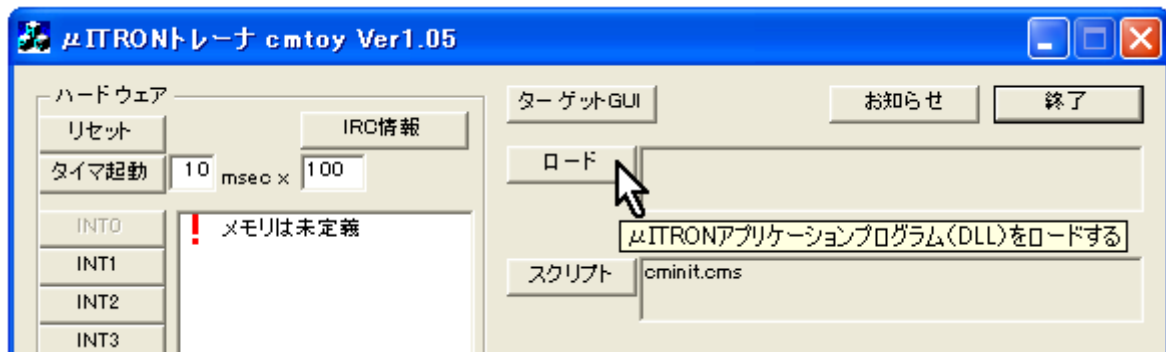 μITRONトレーナ cmtoy Ver1.05
ハードウェア
リセット
IRC情報
タイマ起動
10 msec x 100
INT0
INT1
INT2
INT3
! メモリは未定義
ターゲットGUI
お知らせ
終了
ロード
μITRONアプリケーションプログラム(DLL)をロードする
スクリプト
cminit.cms